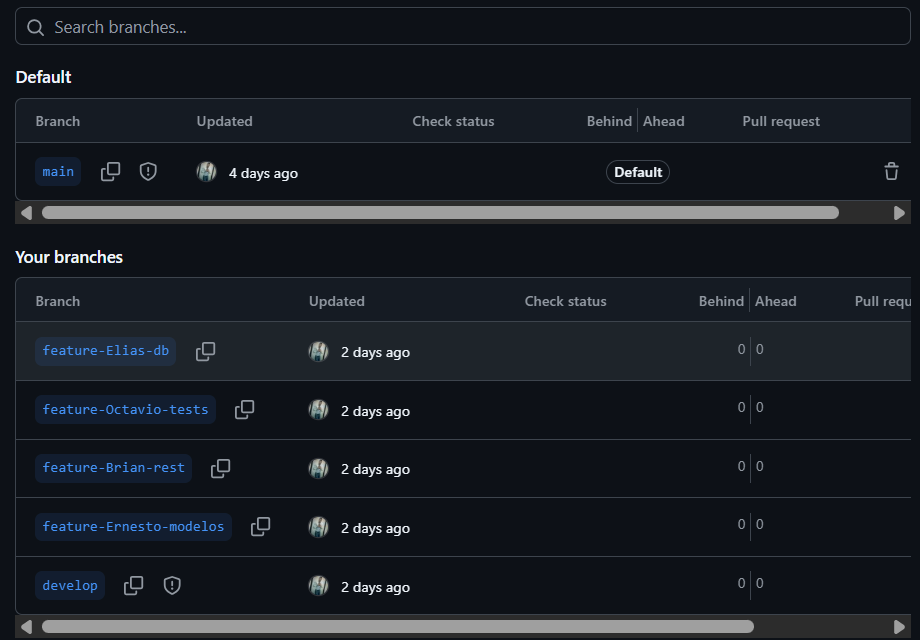 Search branches...
Default
Branch Updated Check status Behind Ahead Pull request
main 4 days ago Default
Your branches
Branch Updated Check status Behind Ahead Pull requ
feature-Elias-db 2 days ago 0 0
feature-Octavio-tests 2 days ago 0 0
feature-Brian-rest 2 days ago 0 0
feature-Ernesto-modelos 2 days ago 0 0
develop 2 days ago 0 0